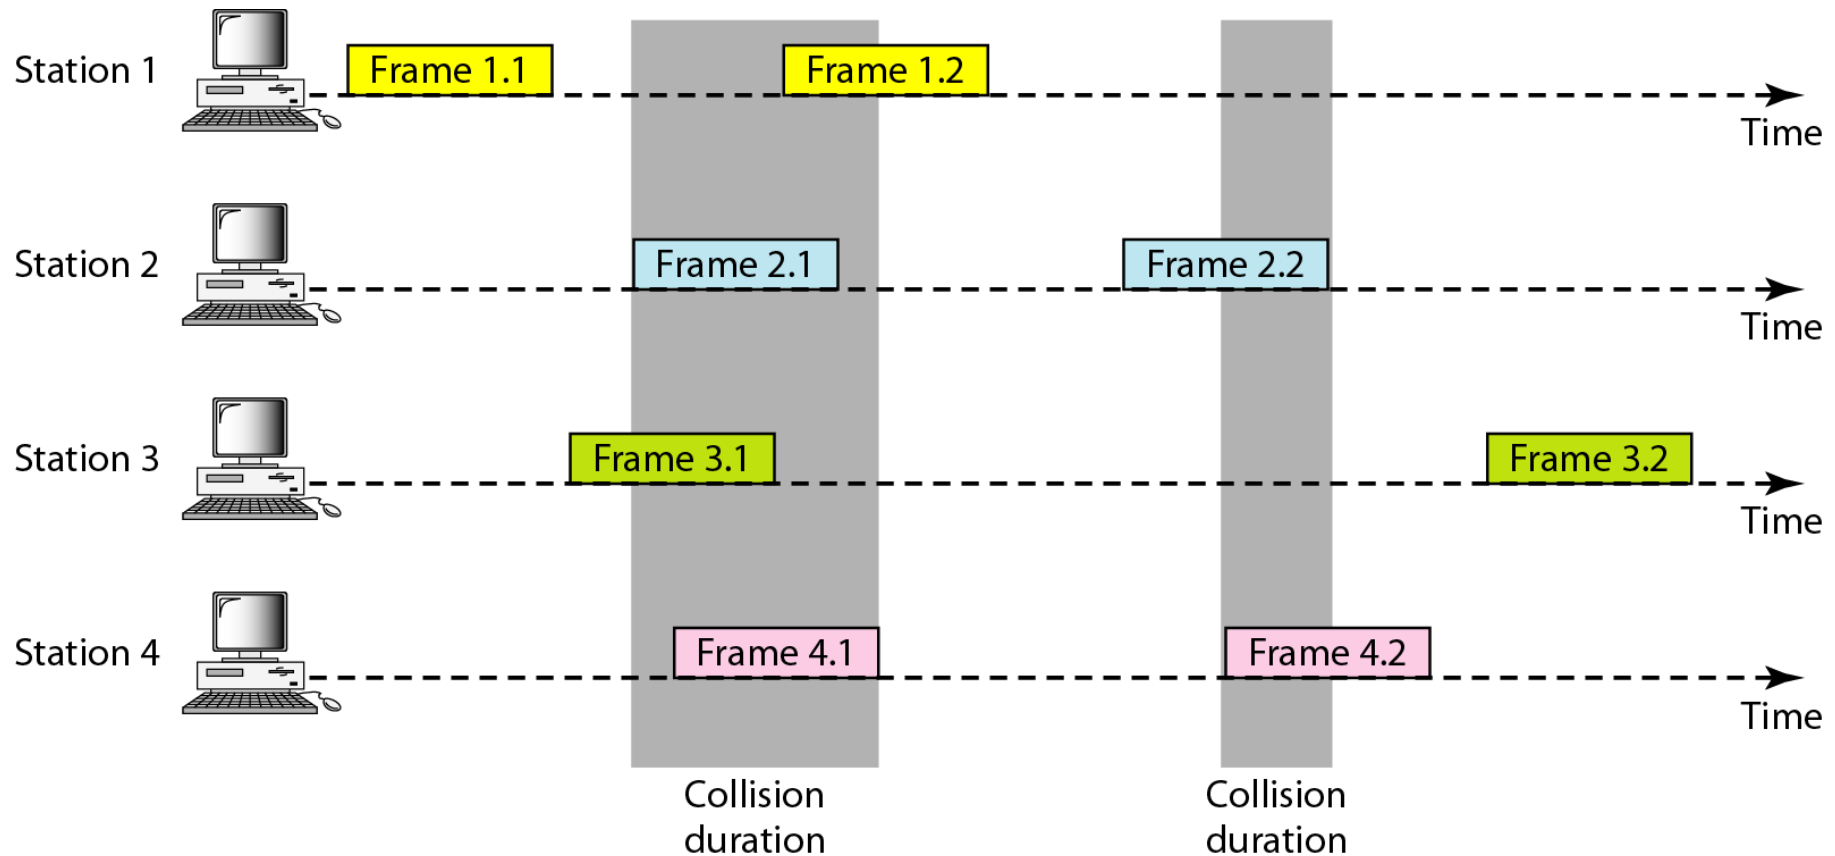 Station 1
Frame 1.1
Frame 1.2
Time
Station 2
Frame 2.1
Frame 2.2
Time
Station 3
Frame 3.1
Frame 3.2
Time
Station 4
Frame 4.1
Frame 4.2
Time
Collision
duration
Collision
duration